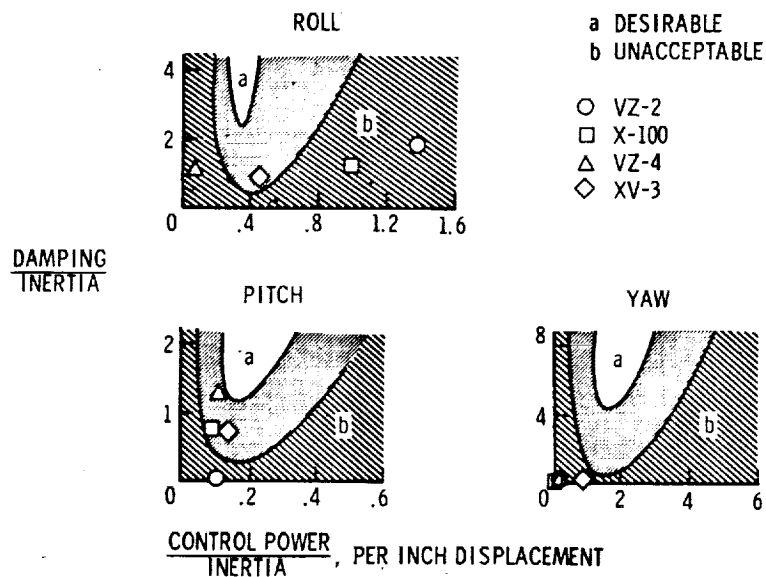 ROLL
a DESIRABLE
b UNACCEPTABLE
VZ-2
X-100
VZ-4
XV-3
4
2
0
a
b
0 .4 .8 1.2 1.6
DAMPING
INERTIA
PITCH
2
1
a
b
0 .2 .4 .6
YAW
8
4
a
b
0 2 4 6
CONTROL POWER
INERTIA , PER INCH DISPLACEMENT